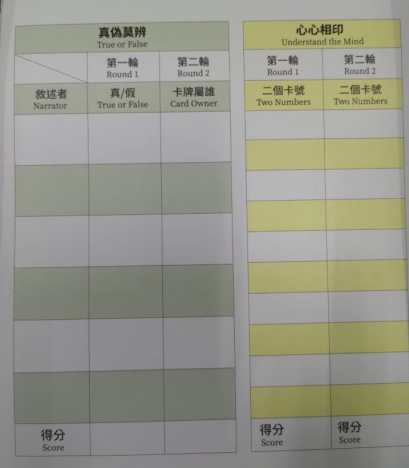 真偽莫辨
True or False
第一輪
Round 1
第二輪
Round 2
敘述者
Narrator
真/假
True or False
卡牌屬誰
Card Owner
得分
Score
心心相印
Understand the Mind
第一輪
Round 1
第二輪
Round 2
二個卡號
Two Numbers
二個卡號
Two Numbers
得分
Score
得分
Score